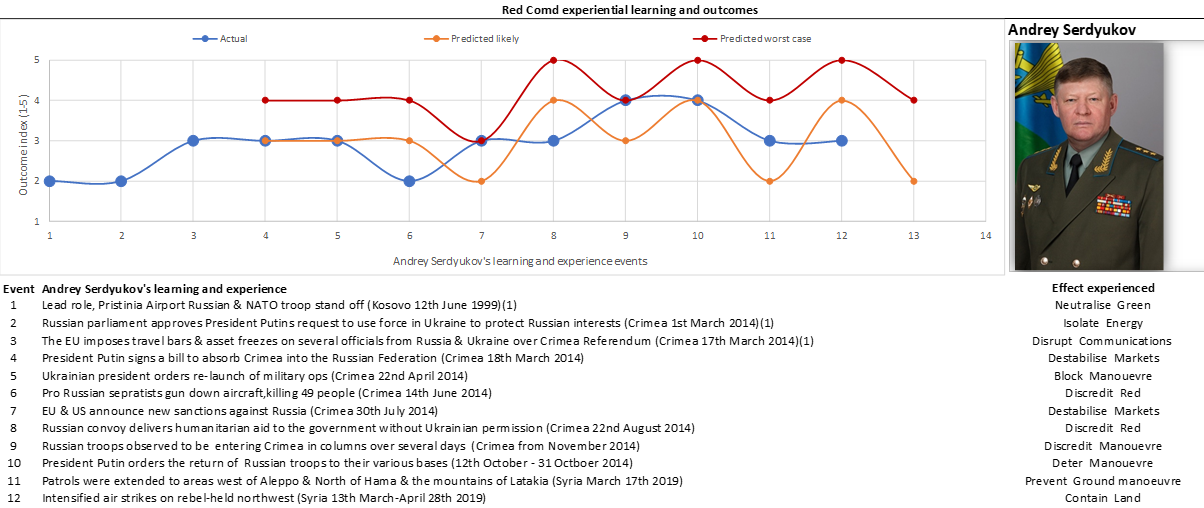 Red Comd experiential learning and outcomes
Andrey Serdyukov
Actual
Predicted likely
Predicted worst case
5
4
3
2
1
Outcome index (1-5)
1 2 3 4 5 6 7 8 9 10 11 12 13 14
Andrey Serdyukov's learning and experience events
Event Andrey Serdyukov's learning and experience Effect experienced
1 Lead role, Pristinia Airport Russian & NATO troop stand off (Kosovo 12th June 1999)(1) Neutralise Green
2 Russian parliament approves President Putins request to use force in Ukraine to protect Russian interests (Crimea 1st March 2014)(1) Isolate Energy
3 The EU imposes travel bars & asset freezes on several officials from Russia & Ukraine over Crimea Referendum (Crimea 17th March 2014)(1) Disrupt Communications
4 President Putin signs a bill to absorb Crimea into the Russian Federation (Crimea 18th March 2014) Destabilise Markets
5 Ukrainian president orders re-launch of military ops (Crimea 22nd April 2014) Block Manouevre
6 Pro Russian sepratists gun down aircraft,killing 49 people (Crimea 14th June 2014) Discredit Red
7 EU & US announce new sanctions against Russia (Crimea 30th July 2014) Destabilise Markets
8 Russian convoy delivers humanitarian aid to the government without Ukrainian permission (Crimea 22nd August 2014) Discredit Red
9 Russian troops observed to be entering Crimea in columns over several days (Crimea from November 2014) Discredit Manouevre
10 President Putin orders the return of Russian troops to their various bases (12th October - 31 Octboer 2014) Deter Manouevre
11 Patrols were extended to areas west of Aleppo & North of Hama & the mountains of Latakia (Syria March 17th 2019) Prevent Ground manoeuvre
12 Intensified air strikes on rebel-held northwest (Syria 13th March-April 28th 2019) Contain Land